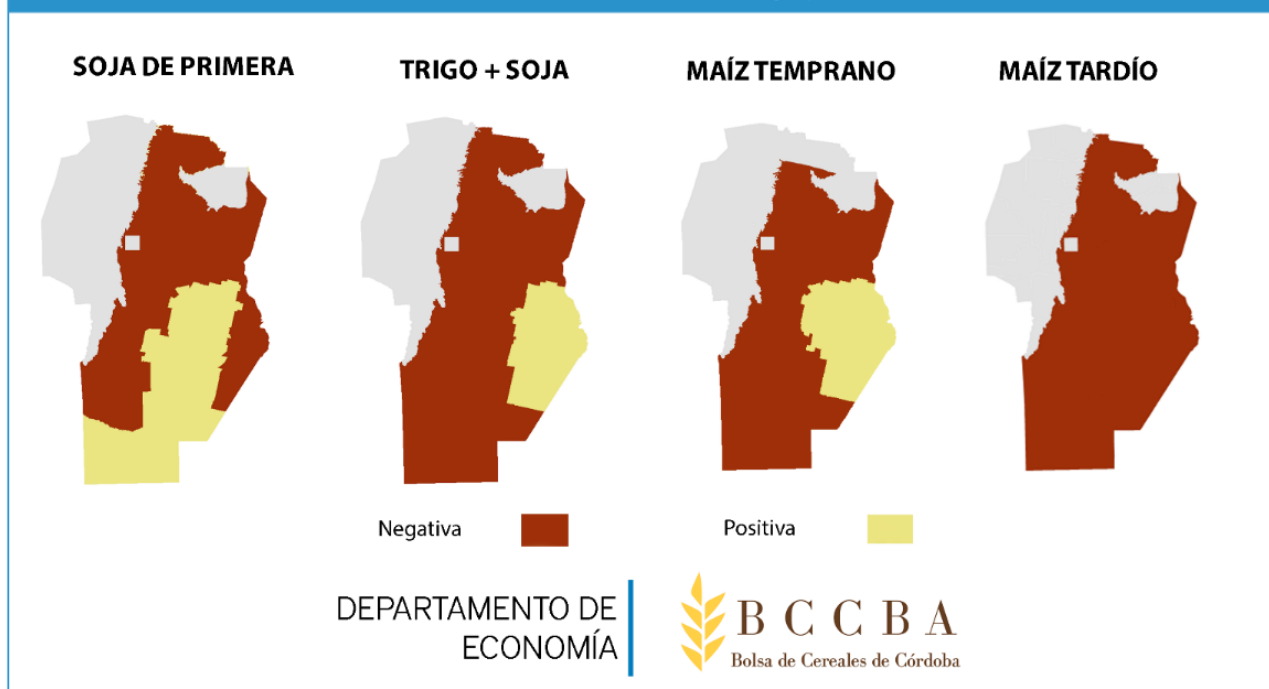 SOJA DE PRIMERA
TRIGO + SOJA
MAÍZ TEMPRANO
MAÍZ TARDÍO
Negativa
Positiva
DEPARTAMENTO DE
ECONOMÍA
BCCBA
Bolsa de Cereales de Córdoba